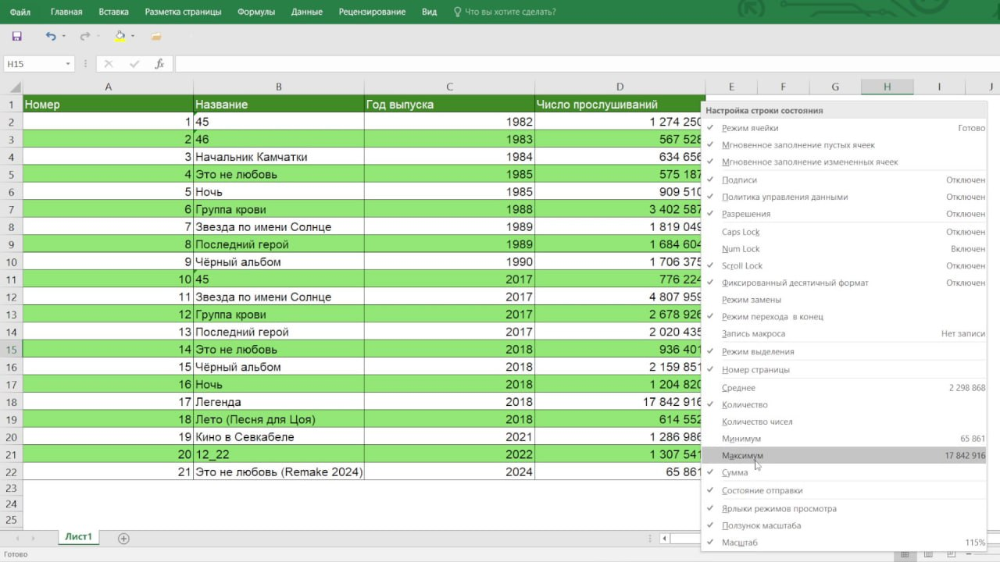 Файл Главная Вставка Разметка страницы Формулы Данные Рецензирование Вид Что вы хотите сделать?
H15 fx
A B C D E F G H I J
1 Номер Название Год выпуска Число прослушиваний
2 1 45 1982 1 274 250
3 2 46 1983 567 528
4 3 Начальник Камчатки 1984 634 656
5 4 Это не любовь 1985 575 187
6 5 Ночь 1985 909 510
7 6 Группа крови 1988 3 402 587
8 7 Звезда по имени Солнце 1989 1 819 049
9 8 Последний герой 1989 1 684 604
10 9 Чёрный альбом 1990 1 706 375
11 10 45 2017 776 224
12 11 Звезда по имени Солнце 2017 4 807 959
13 12 Группа крови 2017 2 678 926
14 13 Последний герой 2017 2 020 435
15 14 Это не любовь 2018 936 401
16 15 Чёрный альбом 2018 2 159 851
17 16 Ночь 2018 1 204 820
18 17 Легенда 2018 17 842 916
19 18 Лето (Песня для Цоя) 2018 614 552
20 19 Кино в Севкабеле 2021 1 286 986
21 20 12_22 2022 1 307 541
22 21 Это не любовь (Remake 2024) 2024 65 861
23
24
25
Настройка строки состояния
Режим ячейки Готово
Мгновенное заполнение пустых ячеек
Мгновенное заполнение измененных ячеек
Подписи Отключен
Политика управления данными Отключен
Разрешения Отключен
Caps Lock Отключен
Num Lock Включен
Scroll Lock Отключен
Фиксированный десятичный формат Отключен
Режим замены
Режим перехода в конец
Запись макроса Нет записи
Режим выделения
Номер страницы
Среднее 2 298 868
Количество
Количество чисел
Минимум 65 861
Максимум 17 842 916
Сумма
Состояние отправки
Ярлыки режимов просмотра
Ползунок масштаба
Масштаб 115%
Лист1
Готово